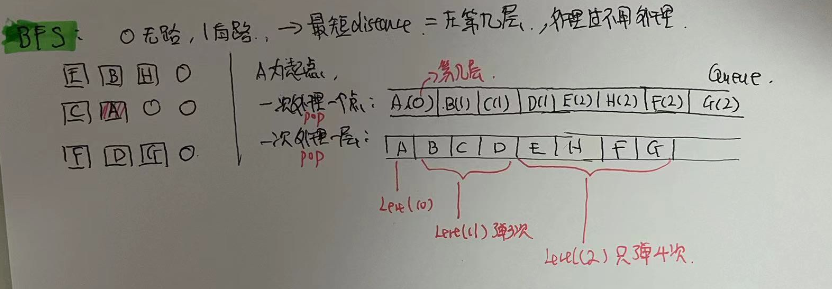 BFS: 0无路, 1有路. → 最短distance = 在第几层, 处理过不用处理.
E B H 0
C A 0 0
F D G 0
A为起点,
第几层.
Queue.
一次处理一个点: A(0) B(1) C(1) D(1) E(2) H(2) F(2) G(2)
pop
一次处理一层: A B C D E H F G
pop
Level(0)
Level(1) 弹3次
Level(2) 只弹4次.